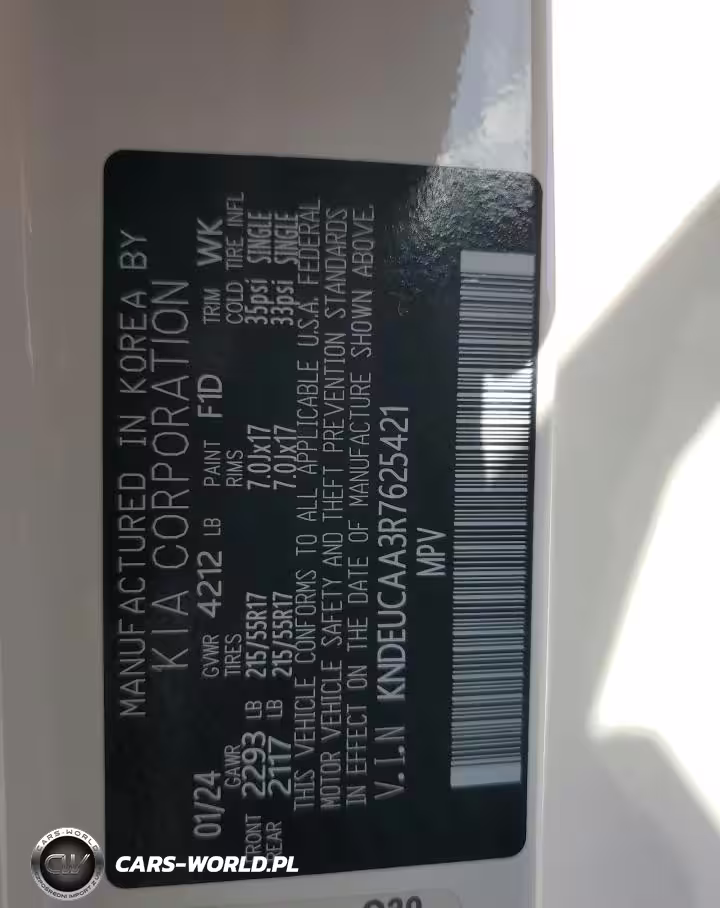 MANUFACTURED IN KOREA BY
KIA CORPORATION
01/24 GVWR 4212 LB PAINT F1D TRIM WK
GAWR TIRES RIMS COLD TIRE INFL
FRONT 2293 LB 215/55R17 7.0Jx17 35psi SINGLE
REAR 2117 LB 215/55R17 7.0Jx17 33psi SINGLE
THIS VEHICLE CONFORMS TO ALL APPLICABLE U.S.A. FEDERAL
MOTOR VEHICLE SAFETY AND THEFT PREVENTION STANDARDS
IN EFFECT ON THE DATE OF MANUFACTURE SHOWN ABOVE.
V.I.N KNDEUCAA3R7625421
MPV
CARS-WORLD
CW
CARS-WORLD.PL